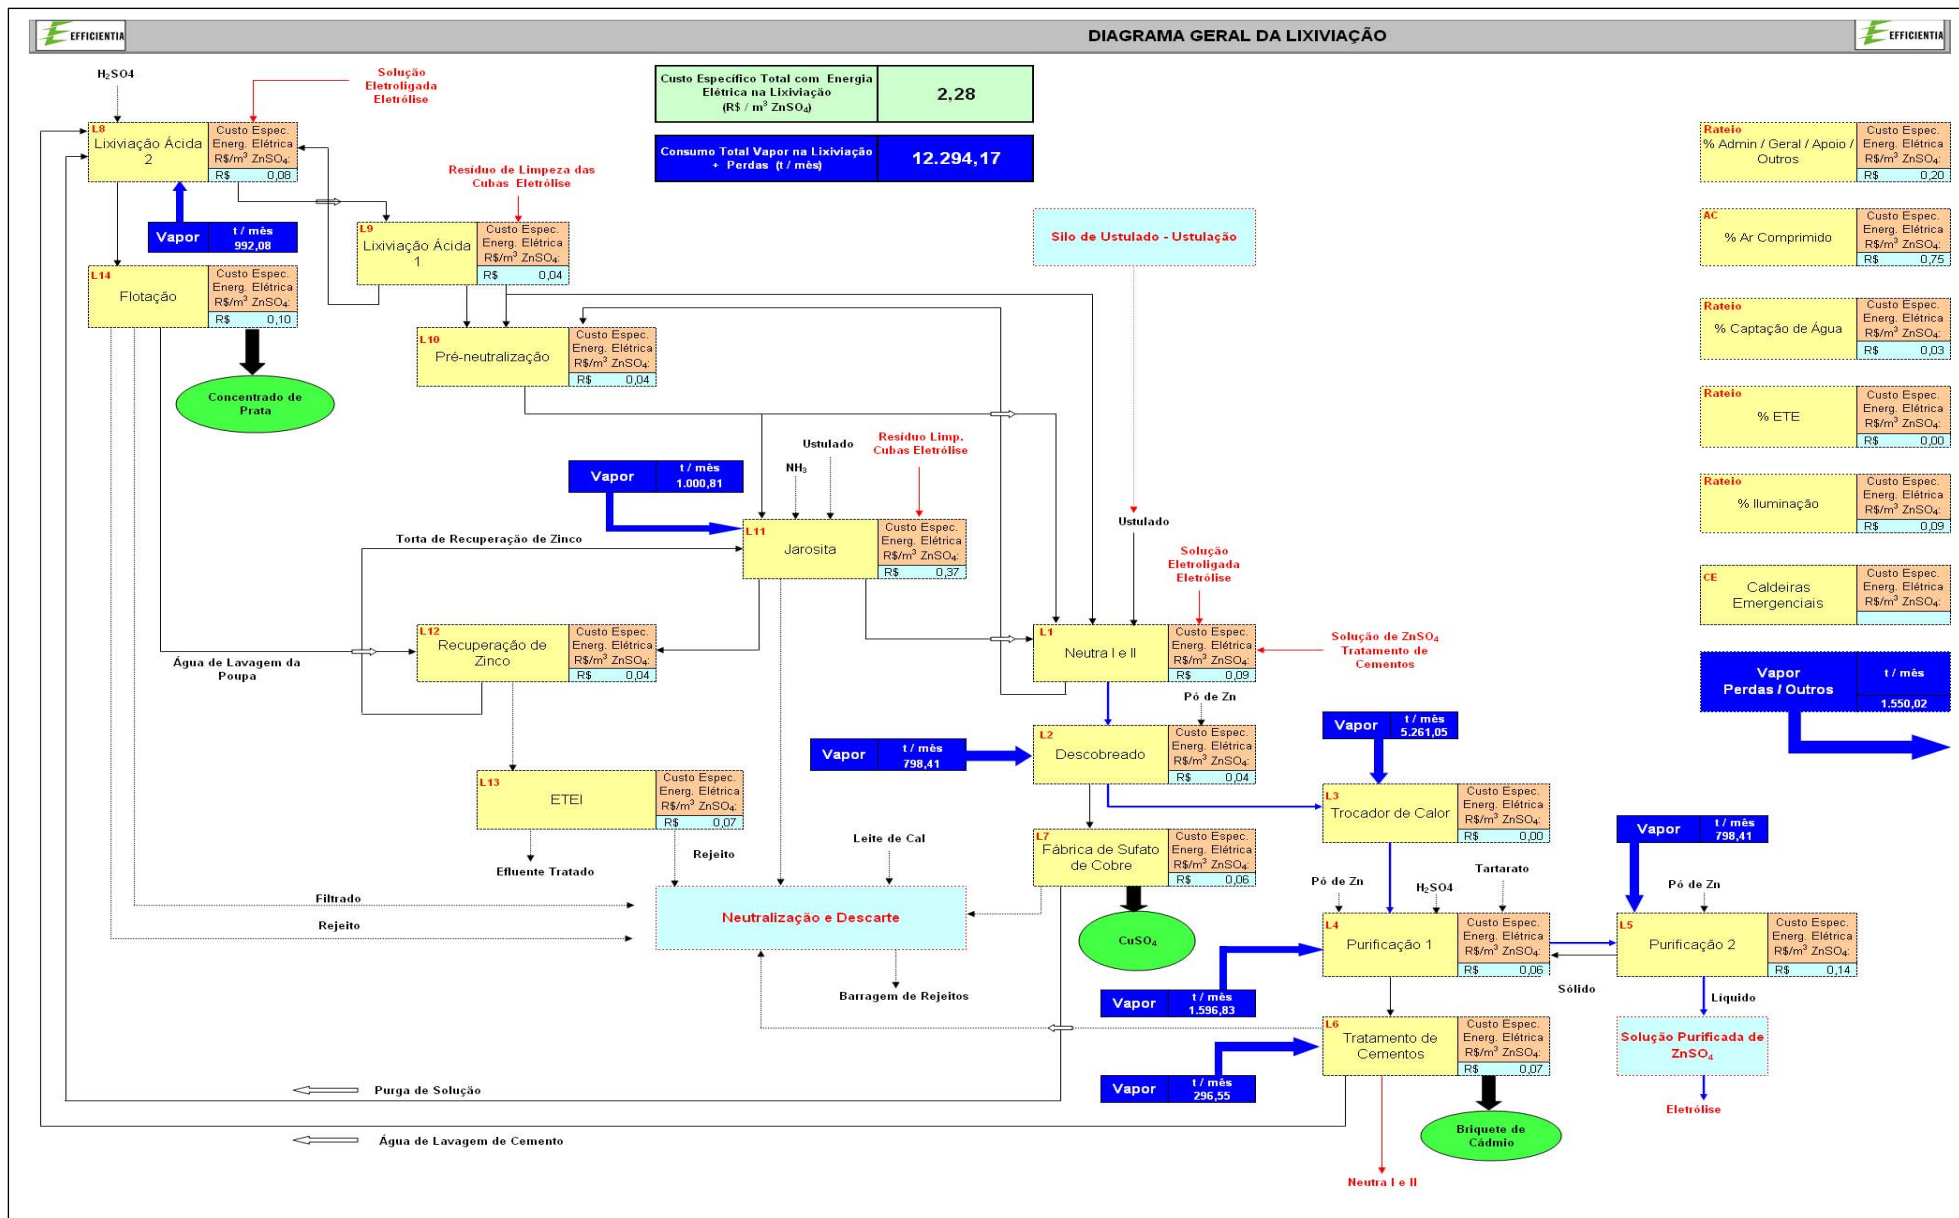 EFFICIENTIA
DIAGRAMA GERAL DA LIXIVIAÇÃO
EFFICIENTIA
H₂SO4
Solução
Eletroligada
Eletrólise
Custo Específico Total com Energia
Elétrica na Lixiviação
(R$ / m³ ZnSO₄)
2,28
Consumo Total Vapor na Lixiviação
+ Perdas (t / mês)
12.294,17
L8
Lixiviação Ácida
2
Custo Espec.
Energ. Elétrica
R$/m³ ZnSO₄:
R$ 0,08
Vapor
t / mês
992,08
Resíduo de Limpeza das
Cubas Eletrólise
L9
Lixiviação Ácida
1
Custo Espec.
Energ. Elétrica
R$/m³ ZnSO₄:
R$ 0,04
L14
Flotação
Custo Espec.
Energ. Elétrica
R$/m³ ZnSO₄:
R$ 0,10
Concentrado de
Prata
L10
Pré-neutralização
Custo Espec.
Energ. Elétrica
R$/m³ ZnSO₄:
R$ 0,04
Silo de Ustulado - Ustulação
Rateio
% Admin / Geral / Apoio /
Outros
Custo Espec.
Energ. Elétrica
R$/m³ ZnSO₄:
R$ 0,20
AC
% Ar Comprimido
Custo Espec.
Energ. Elétrica
R$/m³ ZnSO₄:
R$ 0,75
Rateio
% Captação de Água
Custo Espec.
Energ. Elétrica
R$/m³ ZnSO₄:
R$ 0,03
Rateio
% ETE
Custo Espec.
Energ. Elétrica
R$/m³ ZnSO₄:
R$ 0,00
Rateio
% Iluminação
Custo Espec.
Energ. Elétrica
R$/m³ ZnSO₄:
R$ 0,09
CE
Caldeiras
Emergenciais
Custo Espec.
Energ. Elétrica
R$/m³ ZnSO₄:
Vapor
Perdas / Outros
t / mês
1.550,02
Vapor
t / mês
1.000,81
NH₃
Ustulado
Resíduo Limp.
Cubas Eletrólise
L11
Jarosita
Custo Espec.
Energ. Elétrica
R$/m³ ZnSO₄:
R$ 0,37
Torta de Recuperação de Zinco
Ustulado
Solução
Eletroligada
Eletrólise
L12
Recuperação de
Zinco
Custo Espec.
Energ. Elétrica
R$/m³ ZnSO₄:
R$ 0,04
Água de Lavagem da
Poupa
L1
Neutra I e II
Custo Espec.
Energ. Elétrica
R$/m³ ZnSO₄:
R$ 0,09
Solução de ZnSO₄
Tratamento de
Cementos
Pó de Zn
Vapor
t / mês
798,41
L2
Descobreado
Custo Espec.
Energ. Elétrica
R$/m³ ZnSO₄:
R$ 0,04
Vapor
t / mês
5.261,05
L13
ETEI
Custo Espec.
Energ. Elétrica
R$/m³ ZnSO₄:
R$ 0,07
L3
Trocador de Calor
Custo Espec.
Energ. Elétrica
R$/m³ ZnSO₄:
R$ 0,00
Vapor
t / mês
798,41
Efluente Tratado
Rejeito
Leite de Cal
L7
Fábrica de Sufato
de Cobre
Custo Espec.
Energ. Elétrica
R$/m³ ZnSO₄:
R$ 0,06
Filtrado
Rejeito
Neutralização e Descarte
CuSO₄
Pó de Zn
H₂SO4
Tartarato
Pó de Zn
L4
Purificação 1
Custo Espec.
Energ. Elétrica
R$/m³ ZnSO₄:
R$ 0,06
L5
Purificação 2
Custo Espec.
Energ. Elétrica
R$/m³ ZnSO₄:
R$ 0,14
Sólido
Líquido
Barragem de Rejeitos
Vapor
t / mês
1.596,83
L6
Tratamento de
Cementos
Custo Espec.
Energ. Elétrica
R$/m³ ZnSO₄:
R$ 0,07
Solução Purificada de
ZnSO₄
Vapor
t / mês
296,55
Purga de Solução
Eletrólise
Água de Lavagem de Cemento
Briquete de
Cádmio
Neutra I e II